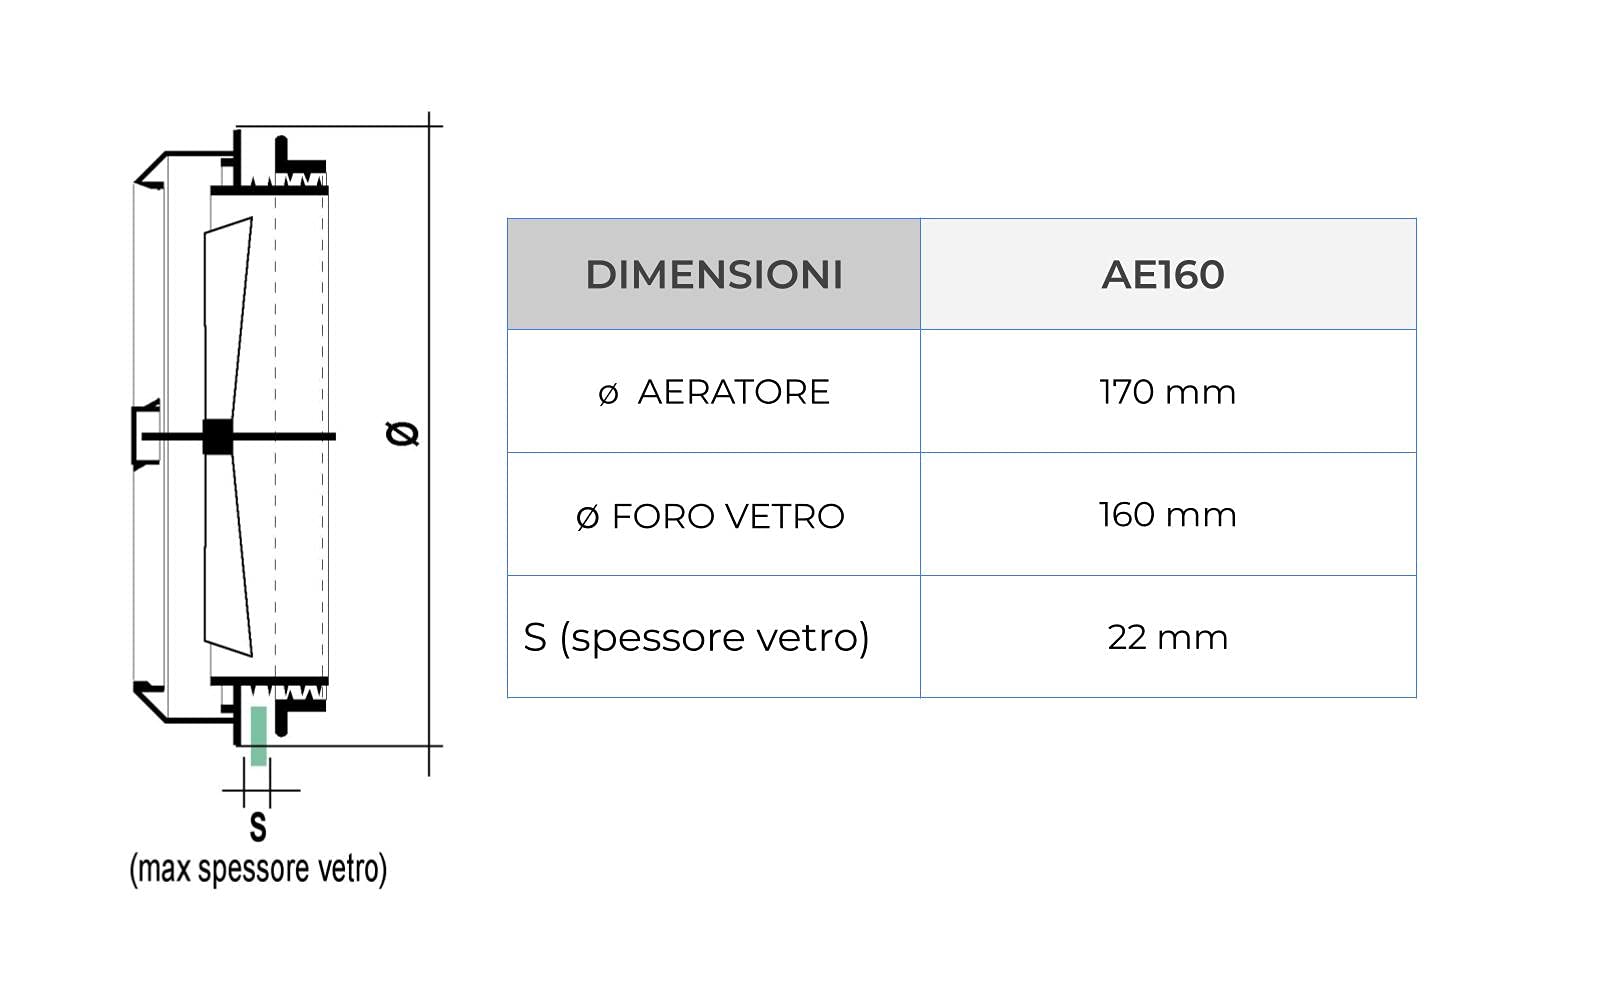 DIMENSIONI AE160
ø AERATORE 170 mm
Ø
ø FORO VETRO 160 mm
S (spessore vetro) 22 mm
S
(max spessore vetro)